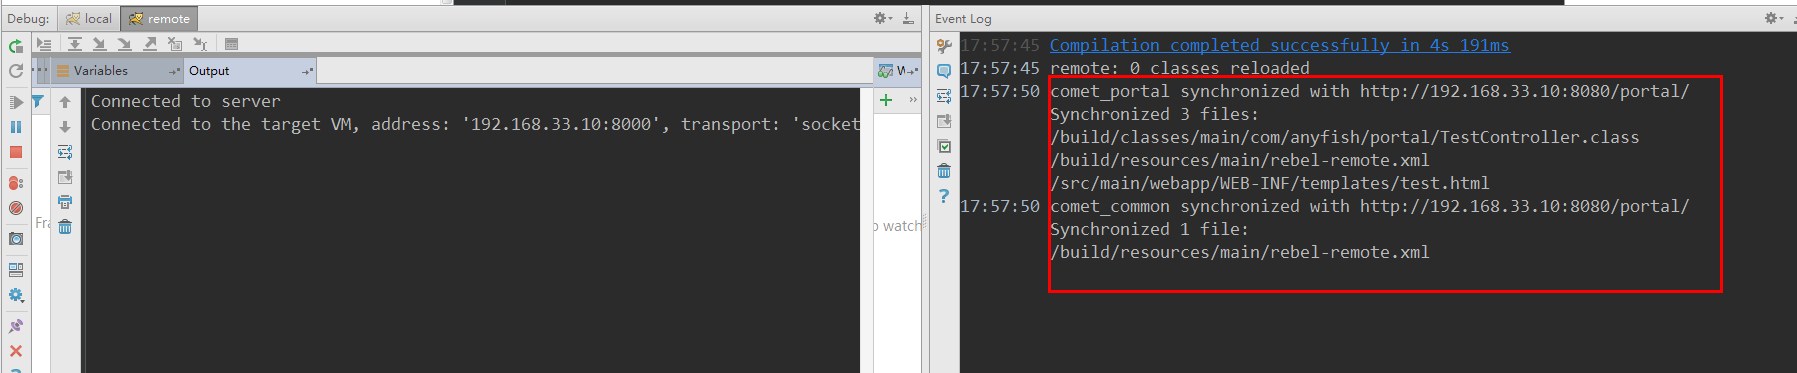 Debug: local remote
Variables Output W
Connected to server
Connected to the target VM, address: '192.168.33.10:8000', transport: 'socket
Fra
o watch
Event Log
17:57:45 Compilation completed successfully in 4s 191ms
17:57:45 remote: 0 classes reloaded
17:57:50 comet_portal synchronized with http://192.168.33.10:8080/portal/
Synchronized 3 files:
/build/classes/main/com/anyfish/portal/TestController.class
/build/resources/main/rebel-remote.xml
/src/main/webapp/WEB-INF/templates/test.html
17:57:50 comet_common synchronized with http://192.168.33.10:8080/portal/
Synchronized 1 file:
/build/resources/main/rebel-remote.xml